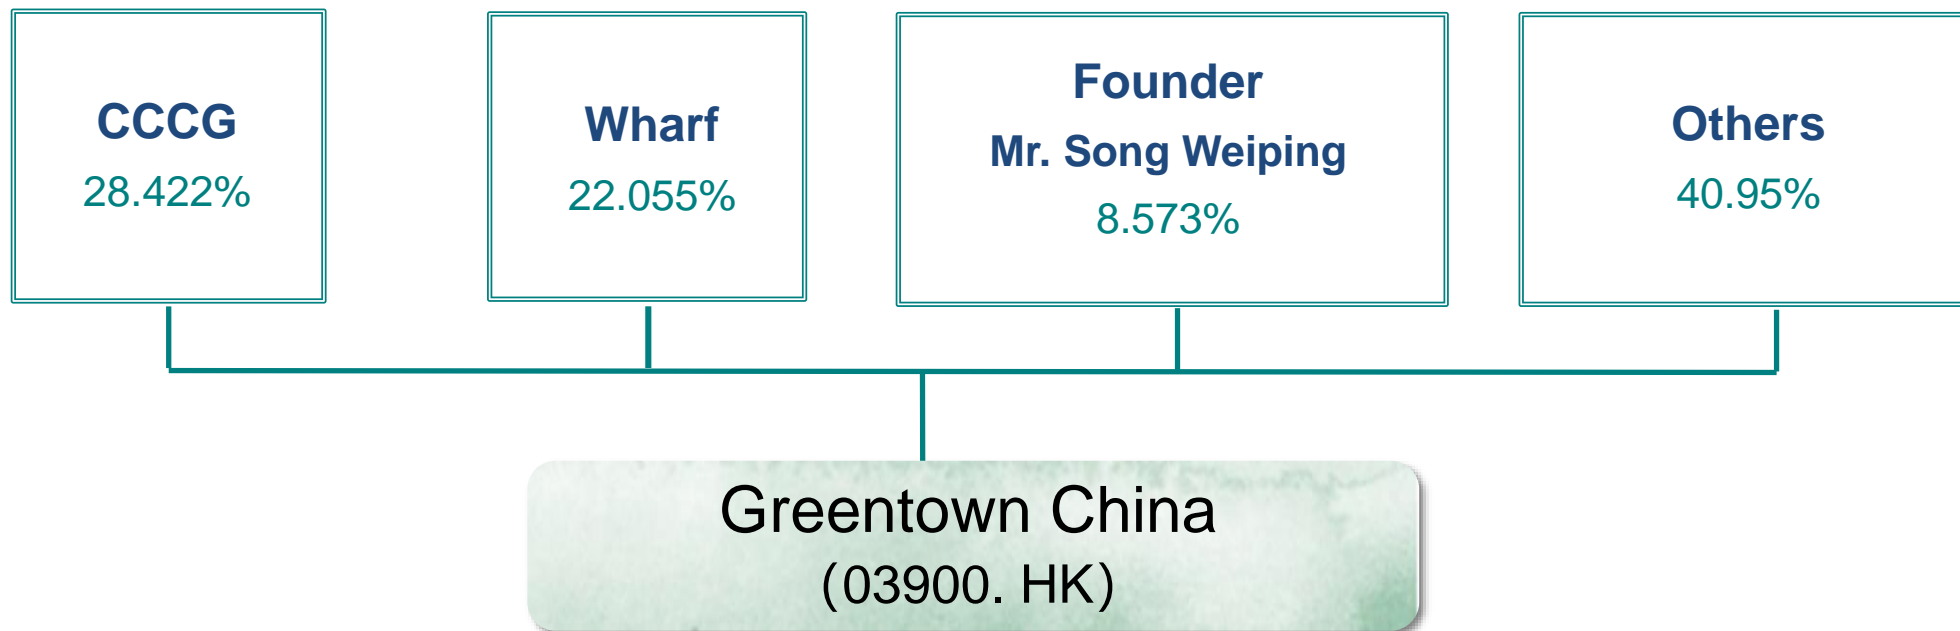 CCCG
28.422%
Wharf
22.055%
Founder
Mr. Song Weiping
8.573%
Others
40.95%
Greentown China
(03900. HK)